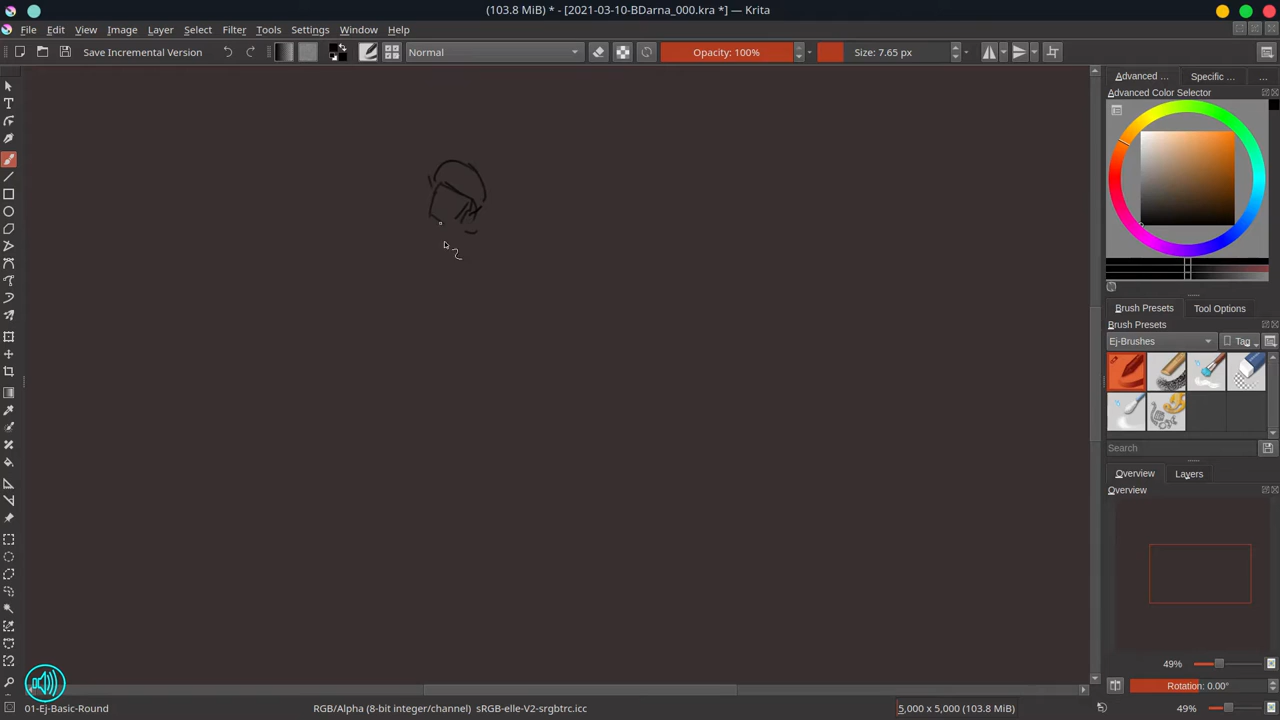 (103.8 MiB) * - [2021-03-10-BDarna_000.kra *] — Krita
File Edit View Image Layer Select Filter Tools Settings Window Help
Save Incremental Version Normal Opacity: 100% Size: 7.65 px
Advanced ... Specific ... ...
Advanced Color Selector
Brush Presets Tool Options
Brush Presets
Ej-Brushes Tag
Search
Overview Layers
Overview
49%
Rotation: 0.00°
01-Ej-Basic-Round RGB/Alpha (8-bit integer/channel) sRGB-elle-V2-srgbtrc.icc 5,000 x 5,000 (103.8 MiB) 49%